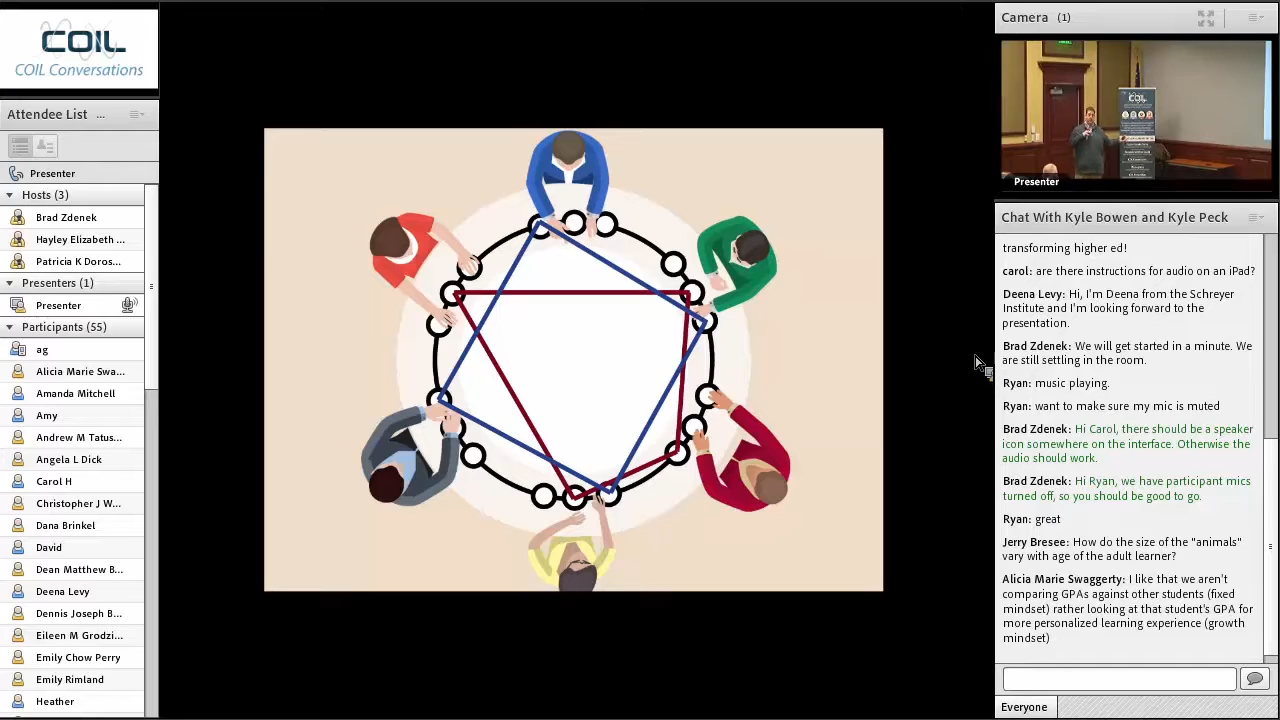 COIL
COIL Conversations
Attendee List ...
Presenter
Hosts (3)
Brad Zdenek
Hayley Elizabeth ...
Patricia K Doros...
Presenters (1)
Presenter
Participants (55)
ag
Alicia Marie Swa...
Amanda Mitchell
Amy
Andrew M Tatus...
Angela L Dick
Carol H
Christopher J W...
Dana Brinkel
David
Dean Matthew B...
Deena Levy
Dennis Joseph B...
Eileen M Grodzi...
Emily Chow Perry
Emily Rimland
Heather
Camera (1)
COIL
Presenter
Chat With Kyle Bowen and Kyle Peck
transforming higher ed!
carol: are there instructions for audio on an iPad?
Deena Levy: Hi, I'm Deena from the Schreyer
Institute and I'm looking forward to the
presentation.
Brad Zdenek: We will get started in a minute. We
are still settling in the room.
Ryan: music playing.
Ryan: want to make sure my mic is muted
Brad Zdenek: Hi Carol, there should be a speaker
icon somewhere on the interface. Otherwise the
audio should work.
Brad Zdenek: Hi Ryan, we have participant mics
turned off, so you should be good to go.
Ryan: great
Jerry Bresee: How do the size of the "animals"
vary with age of the adult learner?
Alicia Marie Swaggerty: I like that we aren't
comparing GPAs against other students (fixed
mindset) rather looking at that student's GPA for
more personalized learning experience (growth
mindset)
Everyone